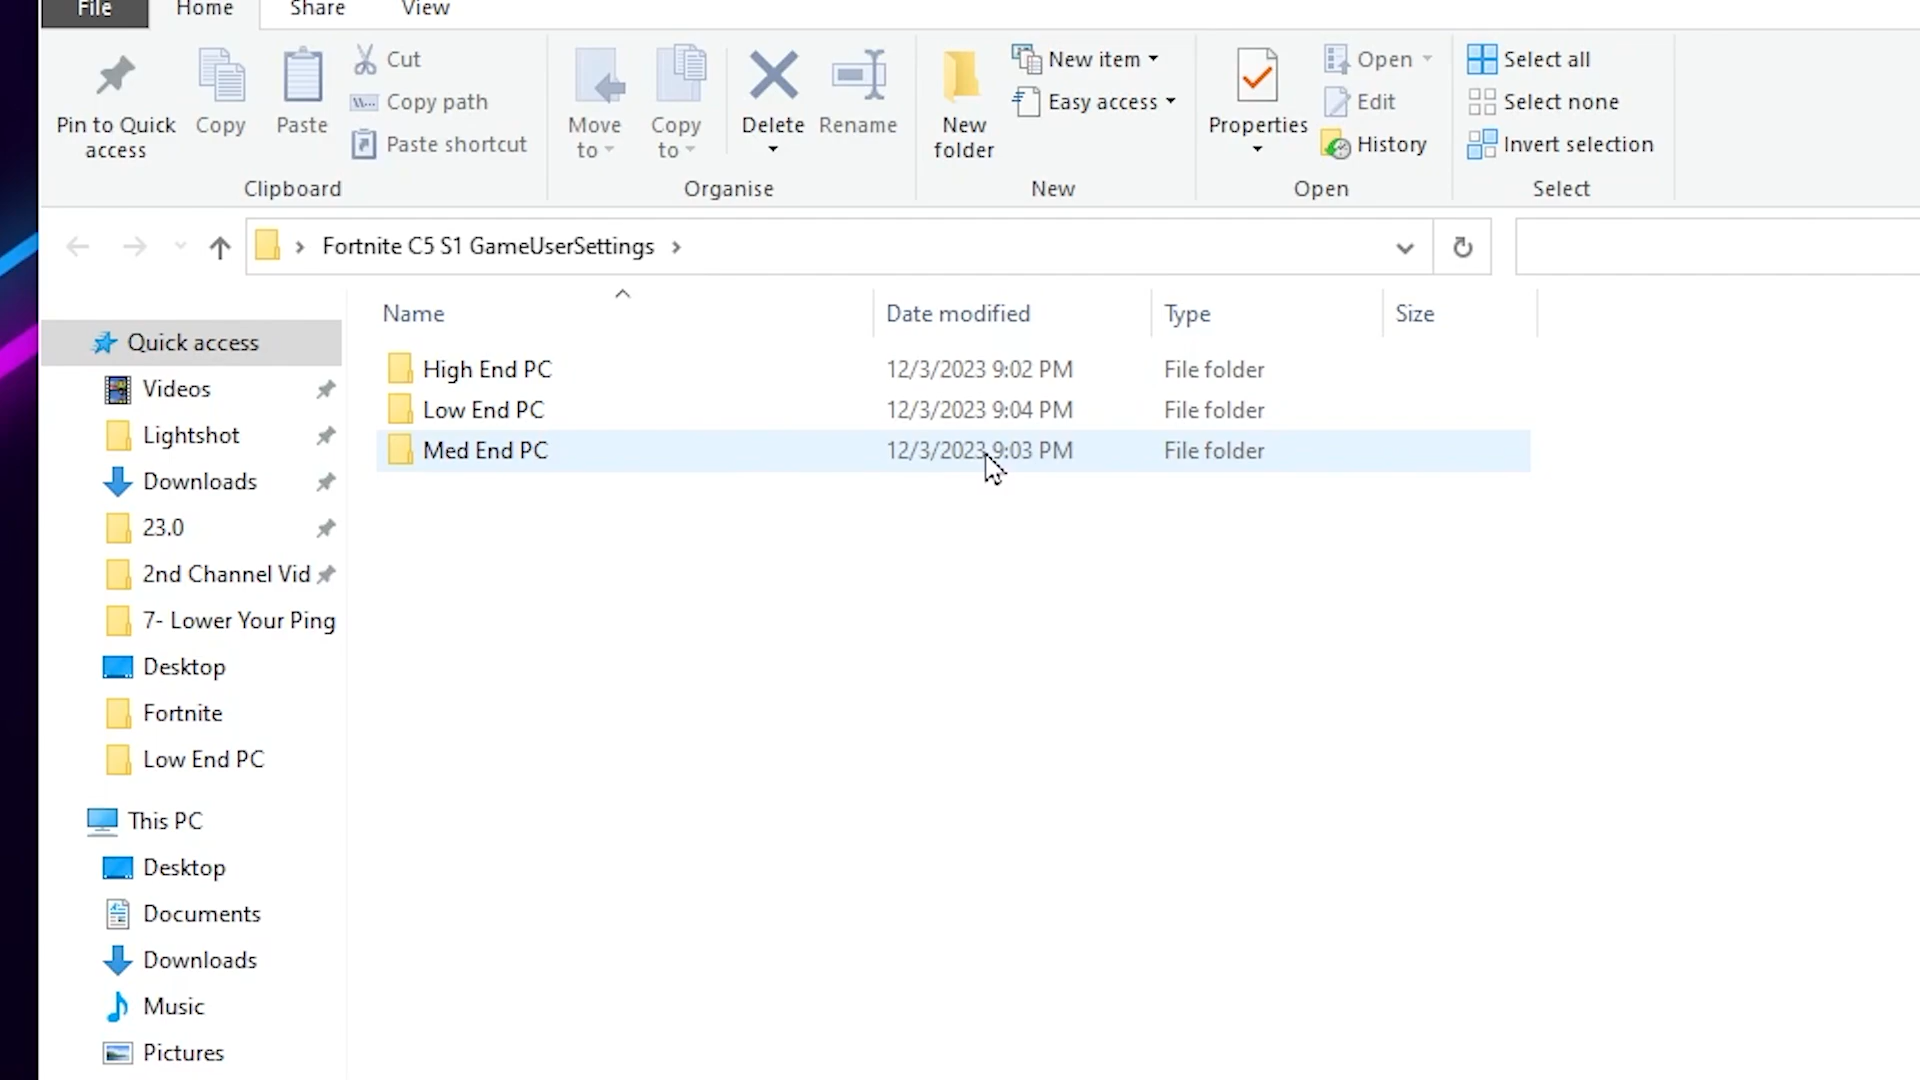 File Home Share View
Pin to Quick access
Copy
Paste
Cut
Copy path
Paste shortcut
Clipboard
Move to
Copy to
Delete
Rename
Organise
New folder
New item
Easy access
New
Properties
Open
Edit
History
Open
Select all
Select none
Invert selection
Select
Fortnite C5 S1 GameUserSettings
Name Date modified Type Size
High End PC 12/3/2023 9:02 PM File folder
Low End PC 12/3/2023 9:04 PM File folder
Med End PC 12/3/2023 9:03 PM File folder
Quick access
Videos
Lightshot
Downloads
23.0
2nd Channel Vid
7- Lower Your Ping
Desktop
Fortnite
Low End PC
This PC
Desktop
Documents
Downloads
Music
Pictures